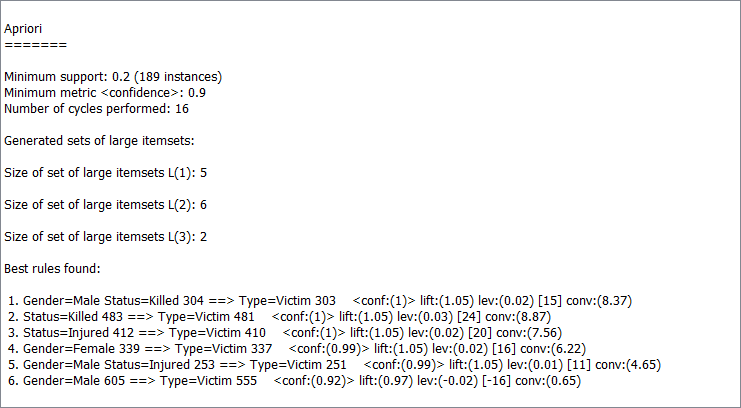 Apriori
=======
Minimum support: 0.2 (189 instances)
Minimum metric <confidence>: 0.9
Number of cycles performed: 16
Generated sets of large itemsets:
Size of set of large itemsets L(1): 5
Size of set of large itemsets L(2): 6
Size of set of large itemsets L(3): 2
Best rules found:
1. Gender=Male Status=Killed 304 ==> Type=Victim 303 <conf:(1)> lift:(1.05) lev:(0.02) [15] conv:(8.37)
2. Status=Killed 483 ==> Type=Victim 481 <conf:(1)> lift:(1.05) lev:(0.03) [24] conv:(8.87)
3. Status=Injured 412 ==> Type=Victim 410 <conf:(1)> lift:(1.05) lev:(0.02) [20] conv:(7.56)
4. Gender=Female 339 ==> Type=Victim 337 <conf:(0.99)> lift:(1.05) lev:(0.02) [16] conv:(6.22)
5. Gender=Male Status=Injured 253 ==> Type=Victim 251 <conf:(0.99)> lift:(1.05) lev:(0.01) [11] conv:(4.65)
6. Gender=Male 605 ==> Type=Victim 555 <conf:(0.92)> lift:(0.97) lev:(-0.02) [-16] conv:(0.65)